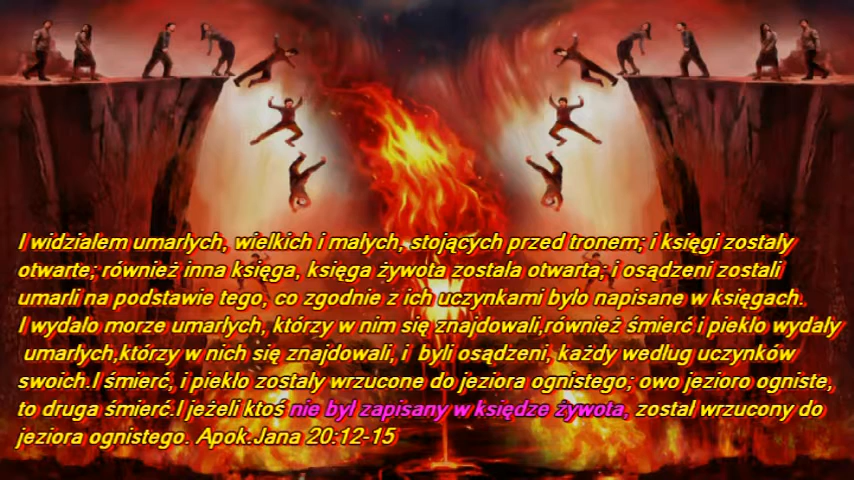 I widziałem umarłych, wielkich i małych, stojących przed tronem; i księgi zostały
otwarte; również inna księga, księga żywota została otwarta; i osądzeni zostali
umarli na podstawie tego, co zgodnie z ich uczynkami było napisane w księgach.
I wydało morze umarłych, którzy w nim się znajdowali,również śmierć i piekło wydały
umarłych,którzy w nich się znajdowali, i byli osądzeni, każdy według uczynków
swoich.I śmierć, i piekło zostały wrzucone do jeziora ognistego; owo jezioro ogniste,
to druga śmierć.I jeżeli ktoś nie był zapisany w księdze żywota, został wrzucony do
jeziora ognistego. Apok.Jana 20:12-15